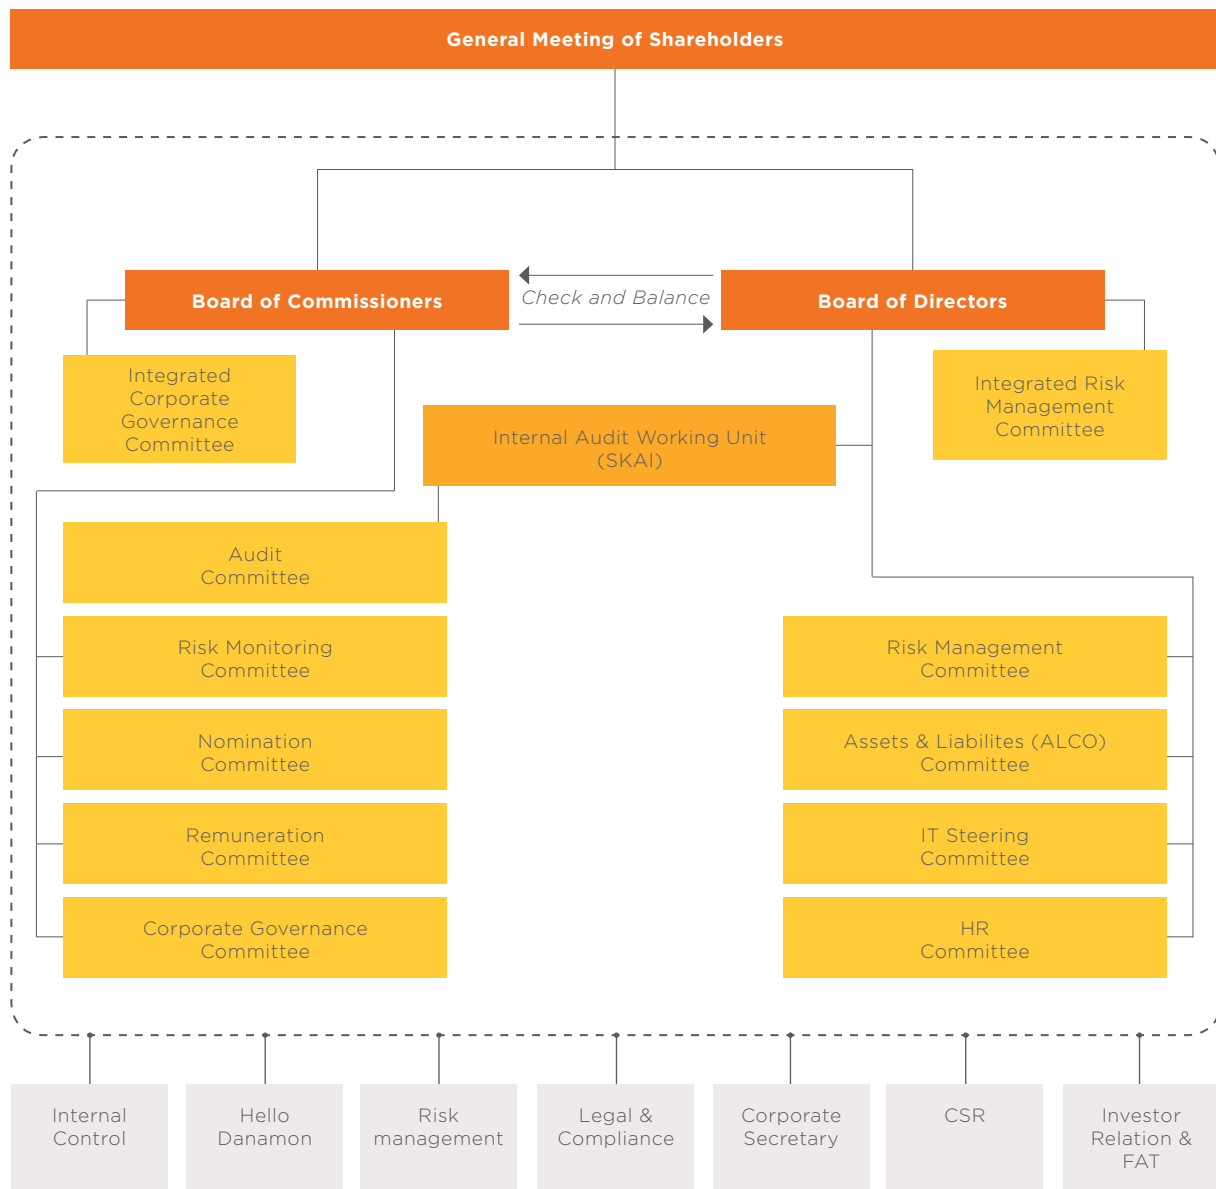 General Meeting of Shareholders
Board of Commissioners
Check and Balance
Board of Directors
Integrated
Corporate
Governance
Committee
Integrated Risk
Management
Committee
Internal Audit Working Unit
(SKAI)
Audit
Committee
Risk Monitoring
Committee
Nomination
Committee
Remuneration
Committee
Corporate Governance
Committee
Risk Management
Committee
Assets & Liabilites (ALCO)
Committee
IT Steering
Committee
HR
Committee
Internal
Control
Hello
Danamon
Risk
management
Legal &
Compliance
Corporate
Secretary
CSR
Investor
Relation &
FAT